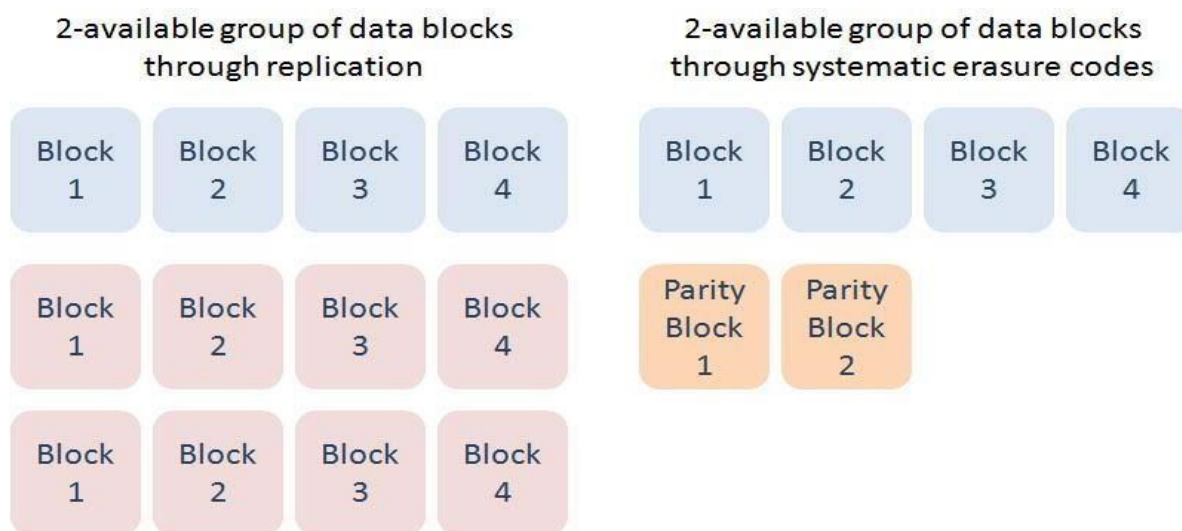 2-available group of data blocks
through replication
Block
1
Block
2
Block
3
Block
4
Block
1
Block
2
Block
3
Block
4
Block
1
Block
2
Block
3
Block
4
2-available group of data blocks
through systematic erasure codes
Block
1
Block
2
Block
3
Block
4
Parity
Block
1
Parity
Block
2